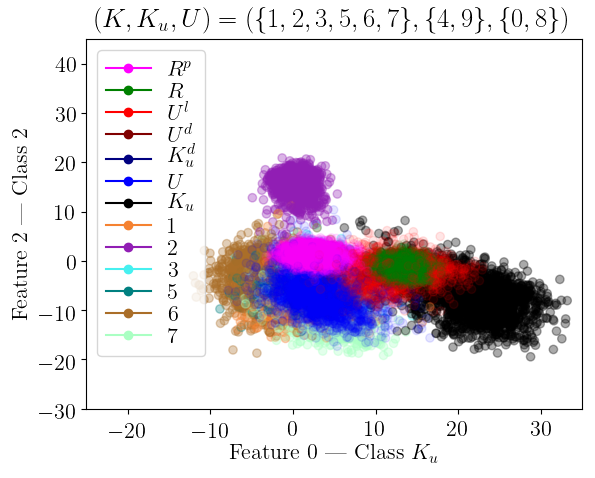 (K, K_u, U) = ({1, 2, 3, 5, 6, 7}, {4, 9}, {0, 8})
R^p
R
U^l
U^d
K_u^d
U
K_u
1
2
3
5
6
7
40
30
20
10
0
−10
−20
−30
Feature 2 — Class 2
−20
−10
0
10
20
30
Feature 0 — Class K_u